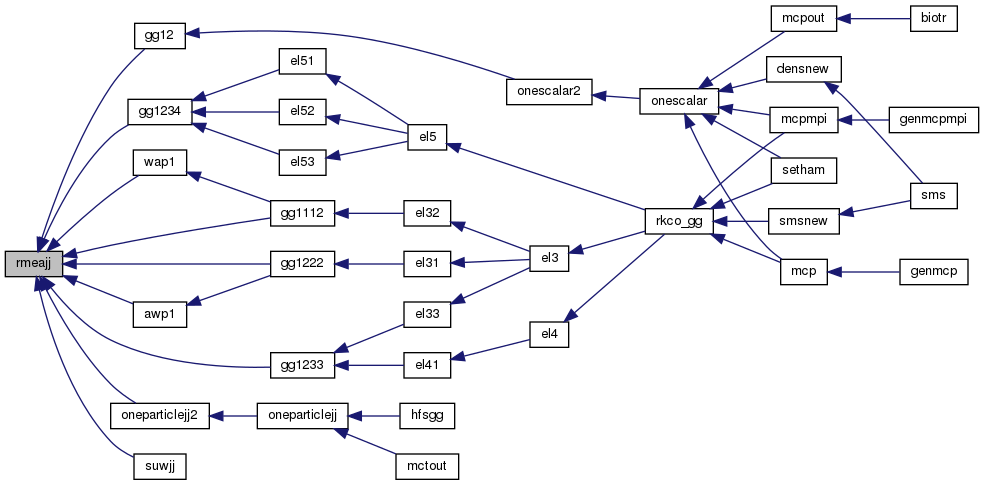 rmeajj
gg12
gg1234
wap1
gg1112
gg1222
awp1
gg1233
oneparticlejj2
suwjj
el51
el52
el53
el32
el31
el33
el41
oneparticlejj
hfsgg
mctout
el5
el3
el4
onescalar2
onescalar
rkco_gg
mcpout
densnew
mcpmpi
setham
smsnew
mcp
biotr
genmcpmpi
sms
genmcp